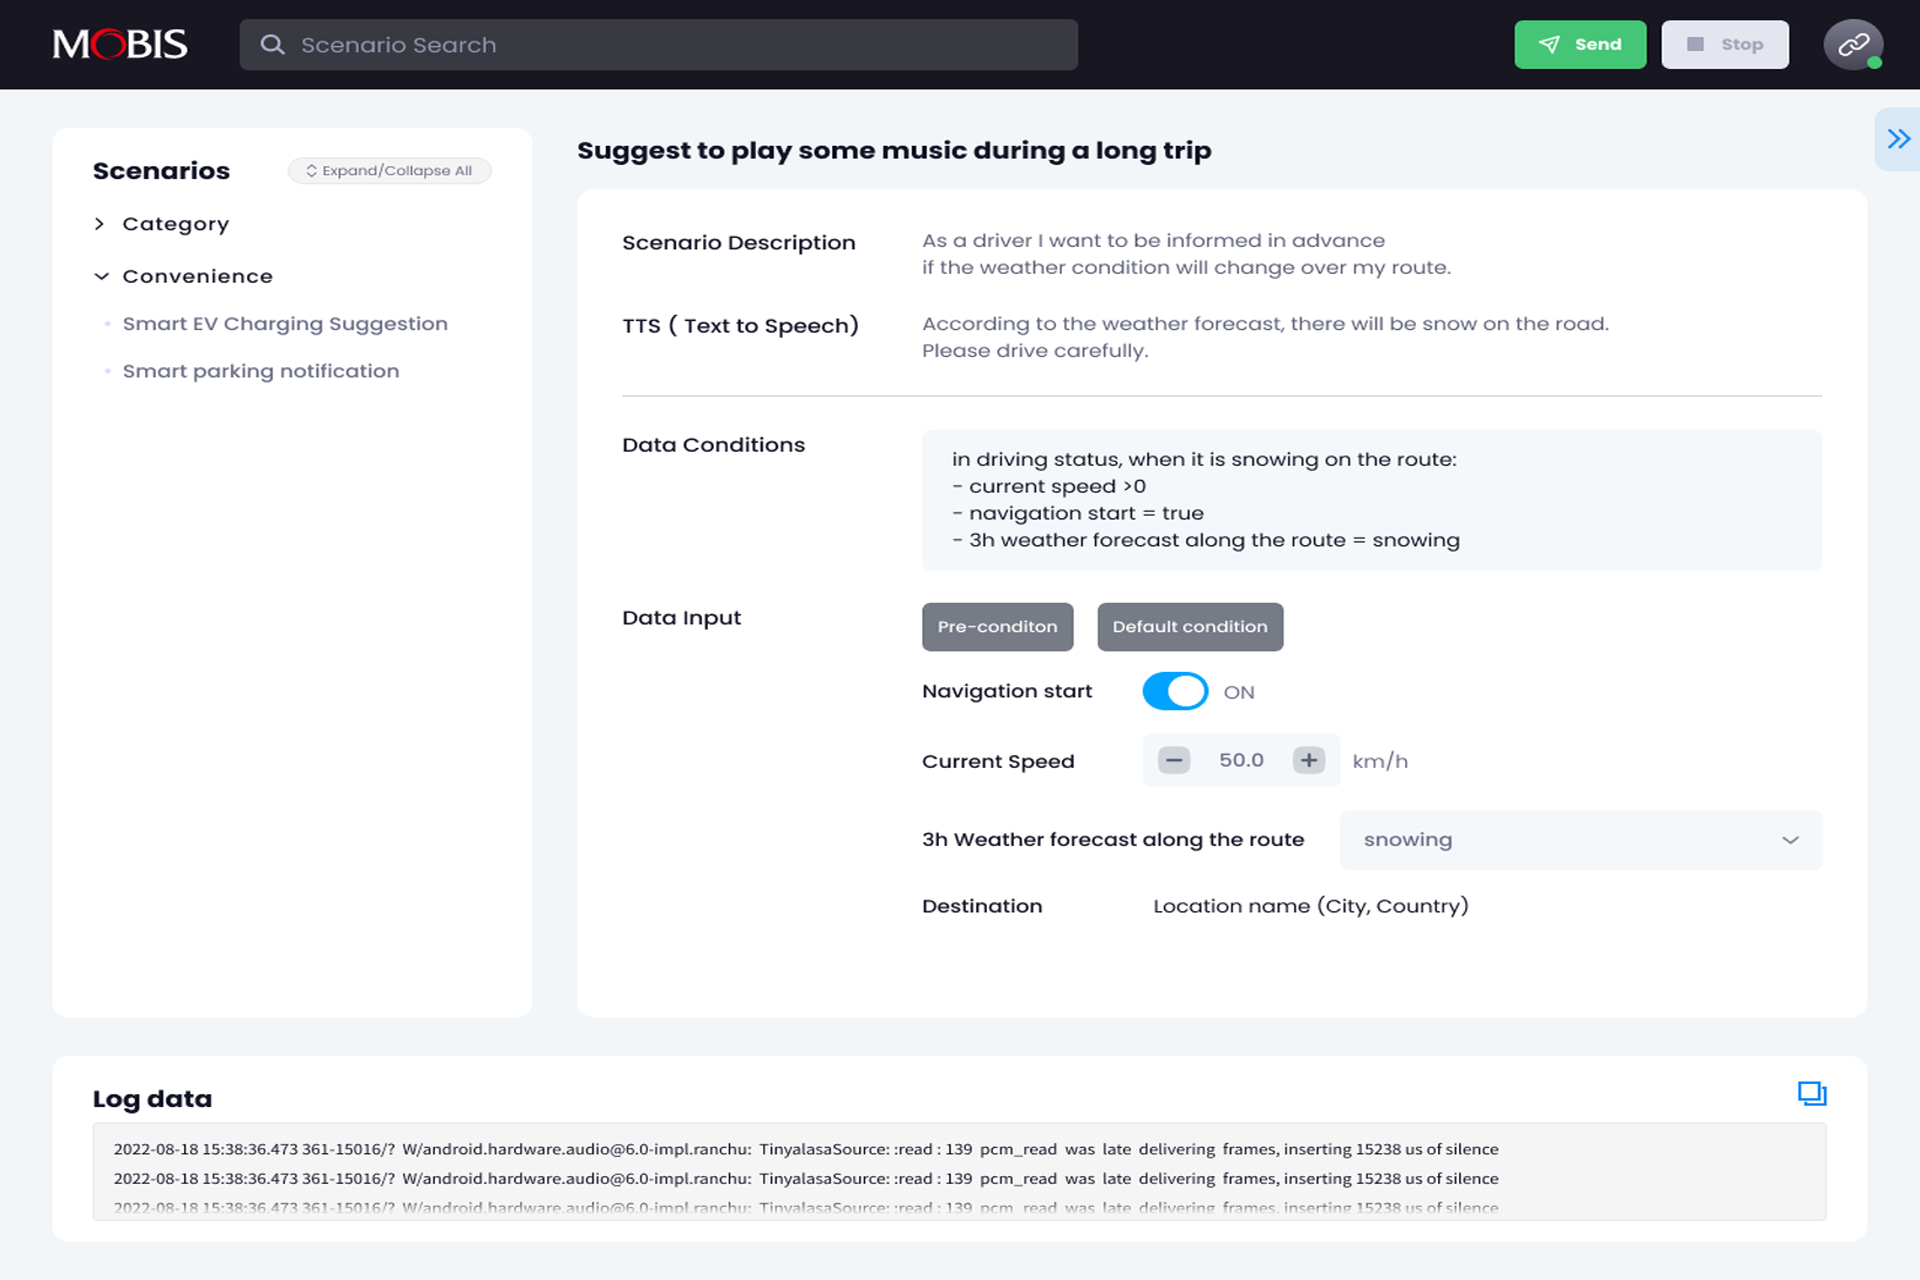 MOBIS
Scenario Search
Send
Stop
Scenarios
Expand/Collapse All
Category
Convenience
Smart EV Charging Suggestion
Smart parking notification
Suggest to play some music during a long trip
Scenario Description
As a driver I want to be informed in advance
if the weather condition will change over my route.
TTS ( Text to Speech)
According to the weather forecast, there will be snow on the road.
Please drive carefully.
Data Conditions
in driving status, when it is snowing on the route:
- current speed >0
- navigation start = true
- 3h weather forecast along the route = snowing
Data Input
Pre-conditon
Default condition
Navigation start
ON
Current Speed
50.0
km/h
3h Weather forecast along the route
snowing
Destination
Location name (City, Country)
Log data
2022-08-18 15:38:36.473 361-15016/? W/android.hardware.audio@6.0-impl.ranchu: TinyalasaSource: :read : 139 pcm_read was late delivering frames, inserting 15238 us of silence
2022-08-18 15:38:36.473 361-15016/? W/android.hardware.audio@6.0-impl.ranchu: TinyalasaSource: :read : 139 pcm_read was late delivering frames, inserting 15238 us of silence
2022-08-18 15:38:36.473 361-15016/? W/android.hardware.audio@6.0-impl.ranchu: TinyalasaSource: :read : 139 pcm_read was late delivering frames, inserting 15238 us of silence